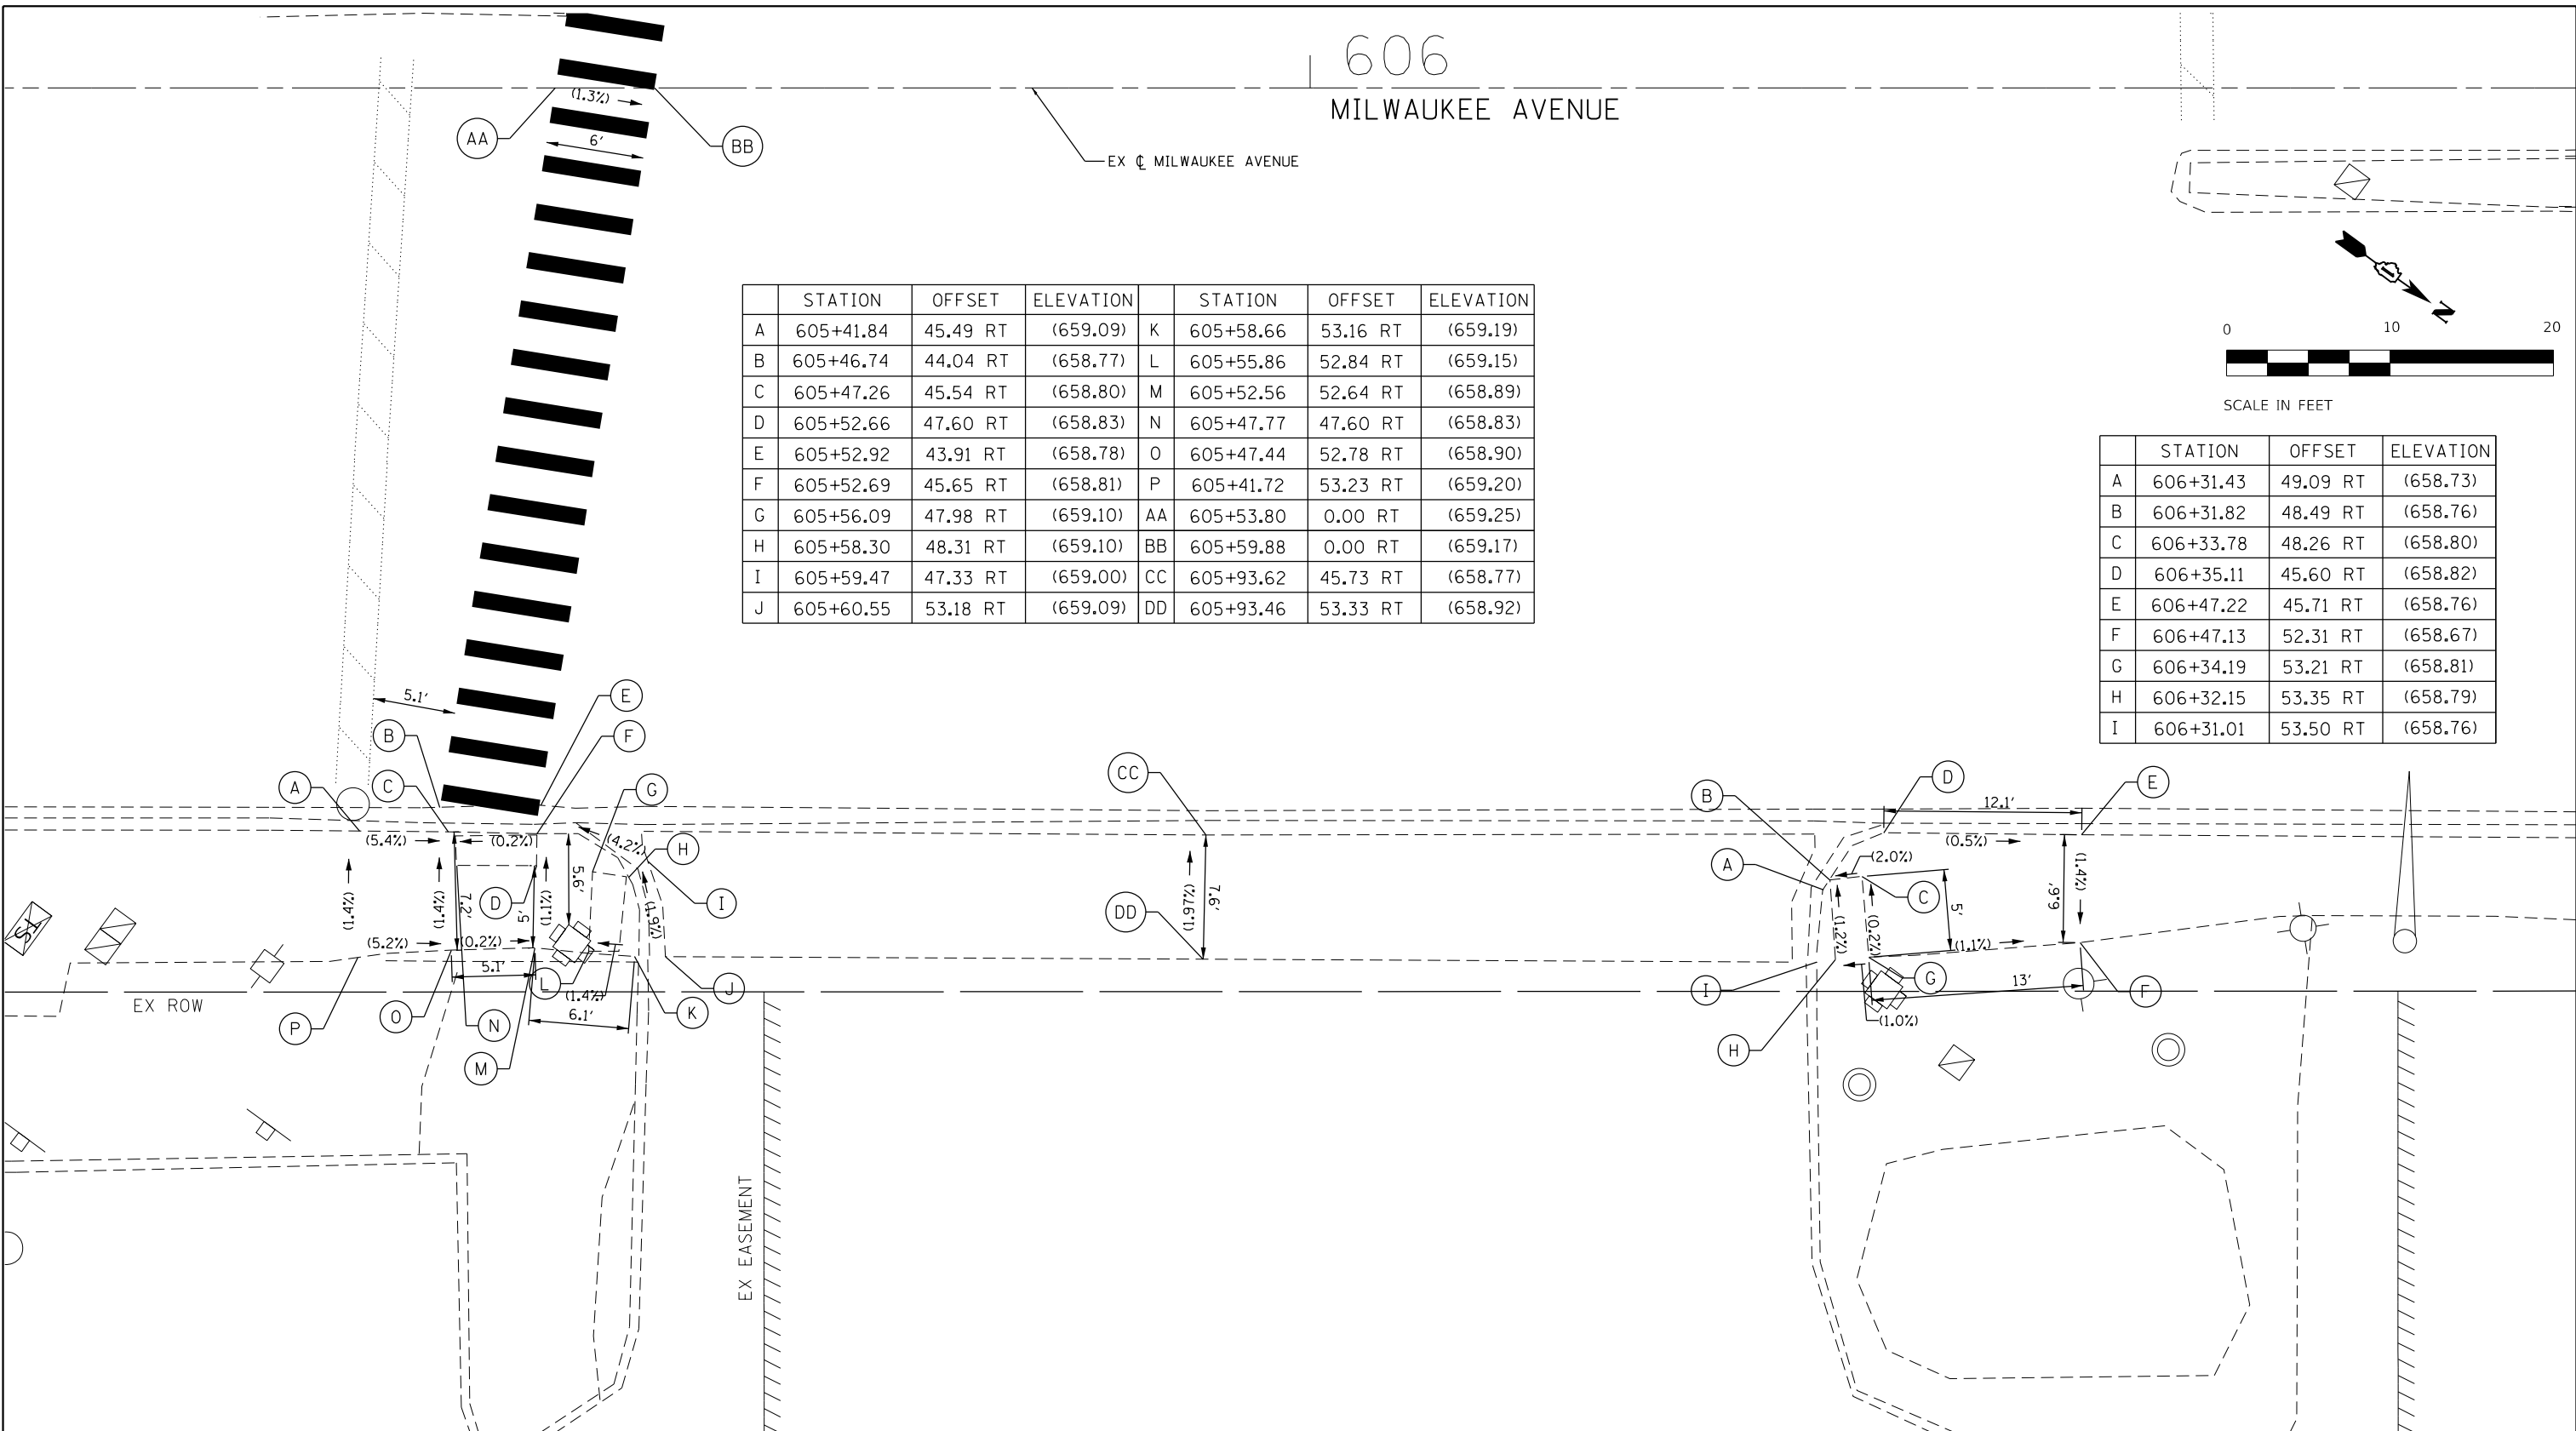 606
MILWAUKEE AVENUE
(1.3%)
AA
BB
6'
EX ℄ MILWAUKEE AVENUE
N
0 10 20
SCALE IN FEET
STATION OFFSET ELEVATION STATION OFFSET ELEVATION
A 605+41.84 45.49 RT (659.09) K 605+58.66 53.16 RT (659.19)
B 605+46.74 44.04 RT (658.77) L 605+55.86 52.84 RT (659.15)
C 605+47.26 45.54 RT (658.80) M 605+52.56 52.64 RT (658.89)
D 605+52.66 47.60 RT (658.83) N 605+47.77 47.60 RT (658.83)
E 605+52.92 43.91 RT (658.78) O 605+47.44 52.78 RT (658.90)
F 605+52.69 45.65 RT (658.81) P 605+41.72 53.23 RT (659.20)
G 605+56.09 47.98 RT (659.10) AA 605+53.80 0.00 RT (659.25)
H 605+58.30 48.31 RT (659.10) BB 605+59.88 0.00 RT (659.17)
I 605+59.47 47.33 RT (659.00) CC 605+93.62 45.73 RT (658.77)
J 605+60.55 53.18 RT (659.09) DD 605+93.46 53.33 RT (658.92)
STATION OFFSET ELEVATION
A 606+31.43 49.09 RT (658.73)
B 606+31.82 48.49 RT (658.76)
C 606+33.78 48.26 RT (658.80)
D 606+35.11 45.60 RT (658.82)
E 606+47.22 45.71 RT (658.76)
F 606+47.13 52.31 RT (658.67)
G 606+34.19 53.21 RT (658.81)
H 606+32.15 53.35 RT (658.79)
I 606+31.01 53.50 RT (658.76)
5.1'
E
B
F
A
C
G
(5.4%)
(0.2%)
(4.2%)
H
(1.4%)
(1.4%)
7.2'
D
5'
(1.1%)
5.6'
(1.9%)
I
(5.2%)
(0.2%)
5.1'
L
(1.4%)
J
6.1'
K
P
O
N
M
EX ROW
EX EASEMENT
CC
DD
(1.97%)
7.6'
B
D
12.1'
E
(0.5%)
A
(2.0%)
C
5'
(1.4%)
6.6'
(1.2%)
(0.2%)
(1.1%)
I
G
13'
F
(1.0%)
H